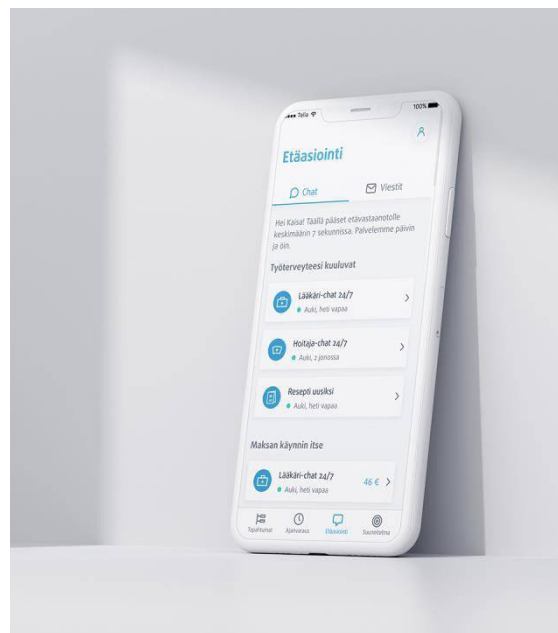 Telia
100%
Etäasiointi
Chat
Viestit
Hei Kaisa! Täällä pääset etävastaanotolle
keskimäärin 7 sekunnissa. Palvelemme päivin
ja öin.
Työterveyteesi kuuluvat
Lääkäri-chat 24/7
Auki, heti vapaa
Hoitaja-chat 24/7
Auki, 2 jonossa
Resepti uusiksi
Auki, heti vapaa
Maksan käynnin itse
Lääkäri-chat 24/7
46 €
Auki, heti vapaa
Tapahtumat
Ajanvaraus
Etäasiointi
Suunnitelma